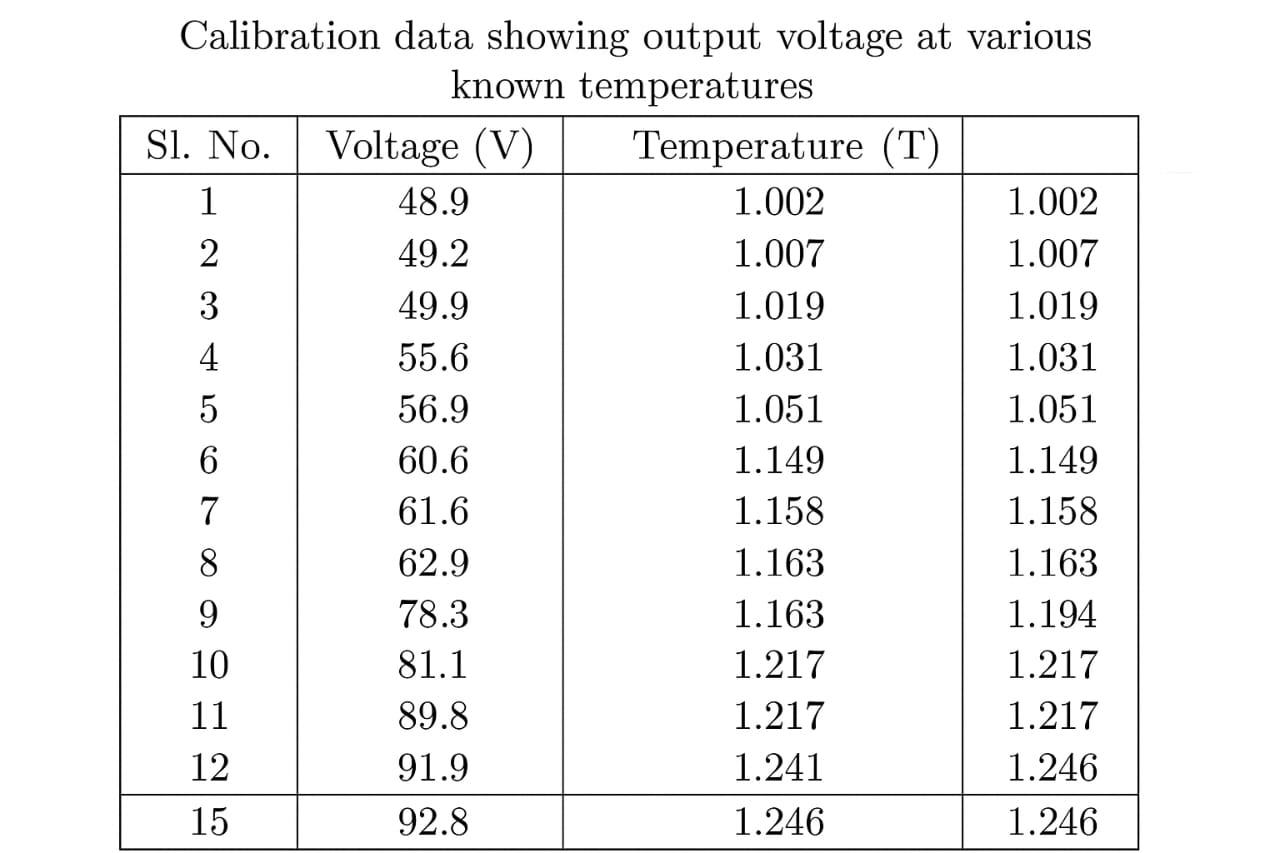 Calibration data showing output voltage at various
known temperatures
Sl. No. Voltage (V) Temperature (T)
1 48.9 1.002 1.002
2 49.2 1.007 1.007
3 49.9 1.019 1.019
4 55.6 1.031 1.031
5 56.9 1.051 1.051
6 60.6 1.149 1.149
7 61.6 1.158 1.158
8 62.9 1.163 1.163
9 78.3 1.163 1.194
10 81.1 1.217 1.217
11 89.8 1.217 1.217
12 91.9 1.241 1.246
15 92.8 1.246 1.246